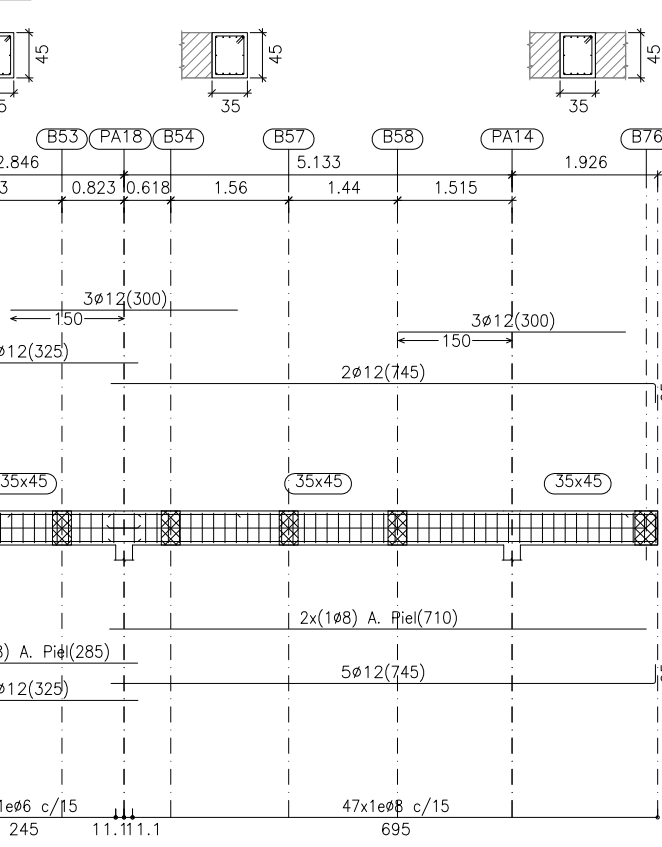 45
45
45
35
35
B53 PA18 B54 B57 B58 PA14 B76
2.846 5.133 1.926
0.823 0.618 1.56 1.44 1.515
3ø12(300)
150
3ø12(300)
150
ø12(325)
2ø12(745)
35x45 35x45 35x45
2x(1ø8) A. Piel(710)
A. Piel(285)
5ø12(745)
ø12(325)
1eø6 c/15 47x1eø8 c/15
245 11.1 11.1 695